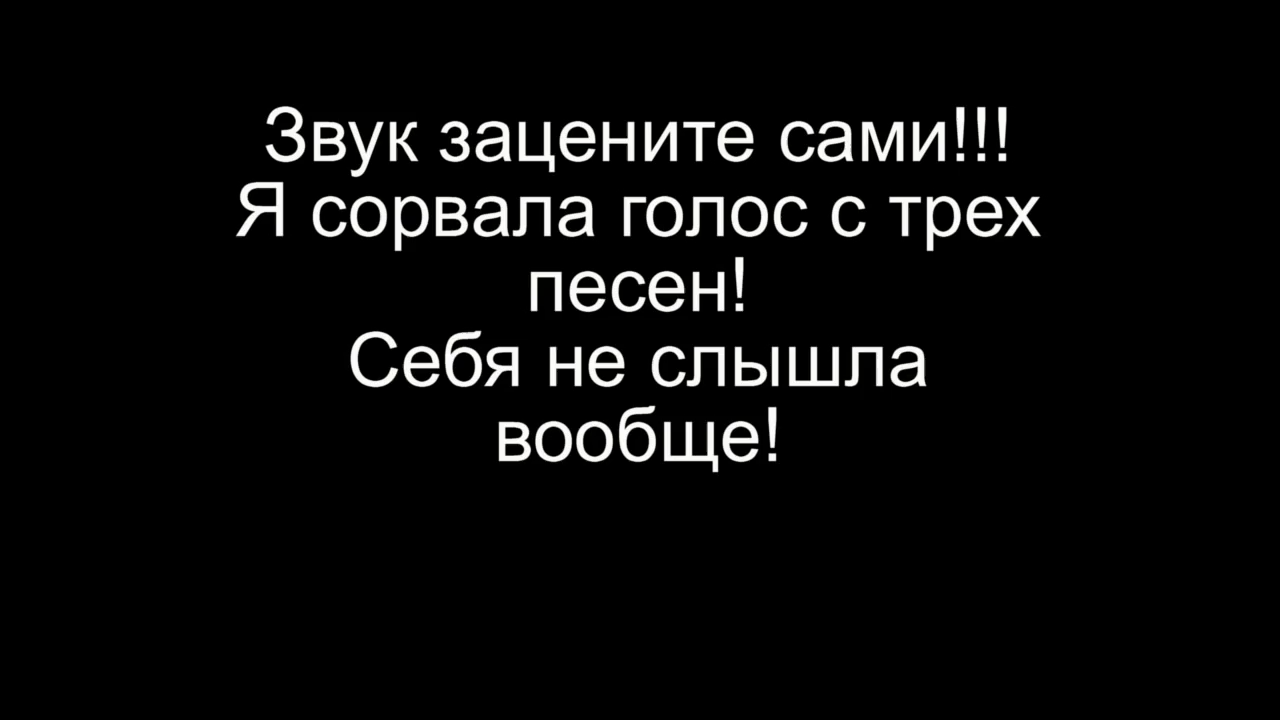 Звук зацените сами!!!
Я сорвала голос с трех
песен!
Себя не слышла
вообще!